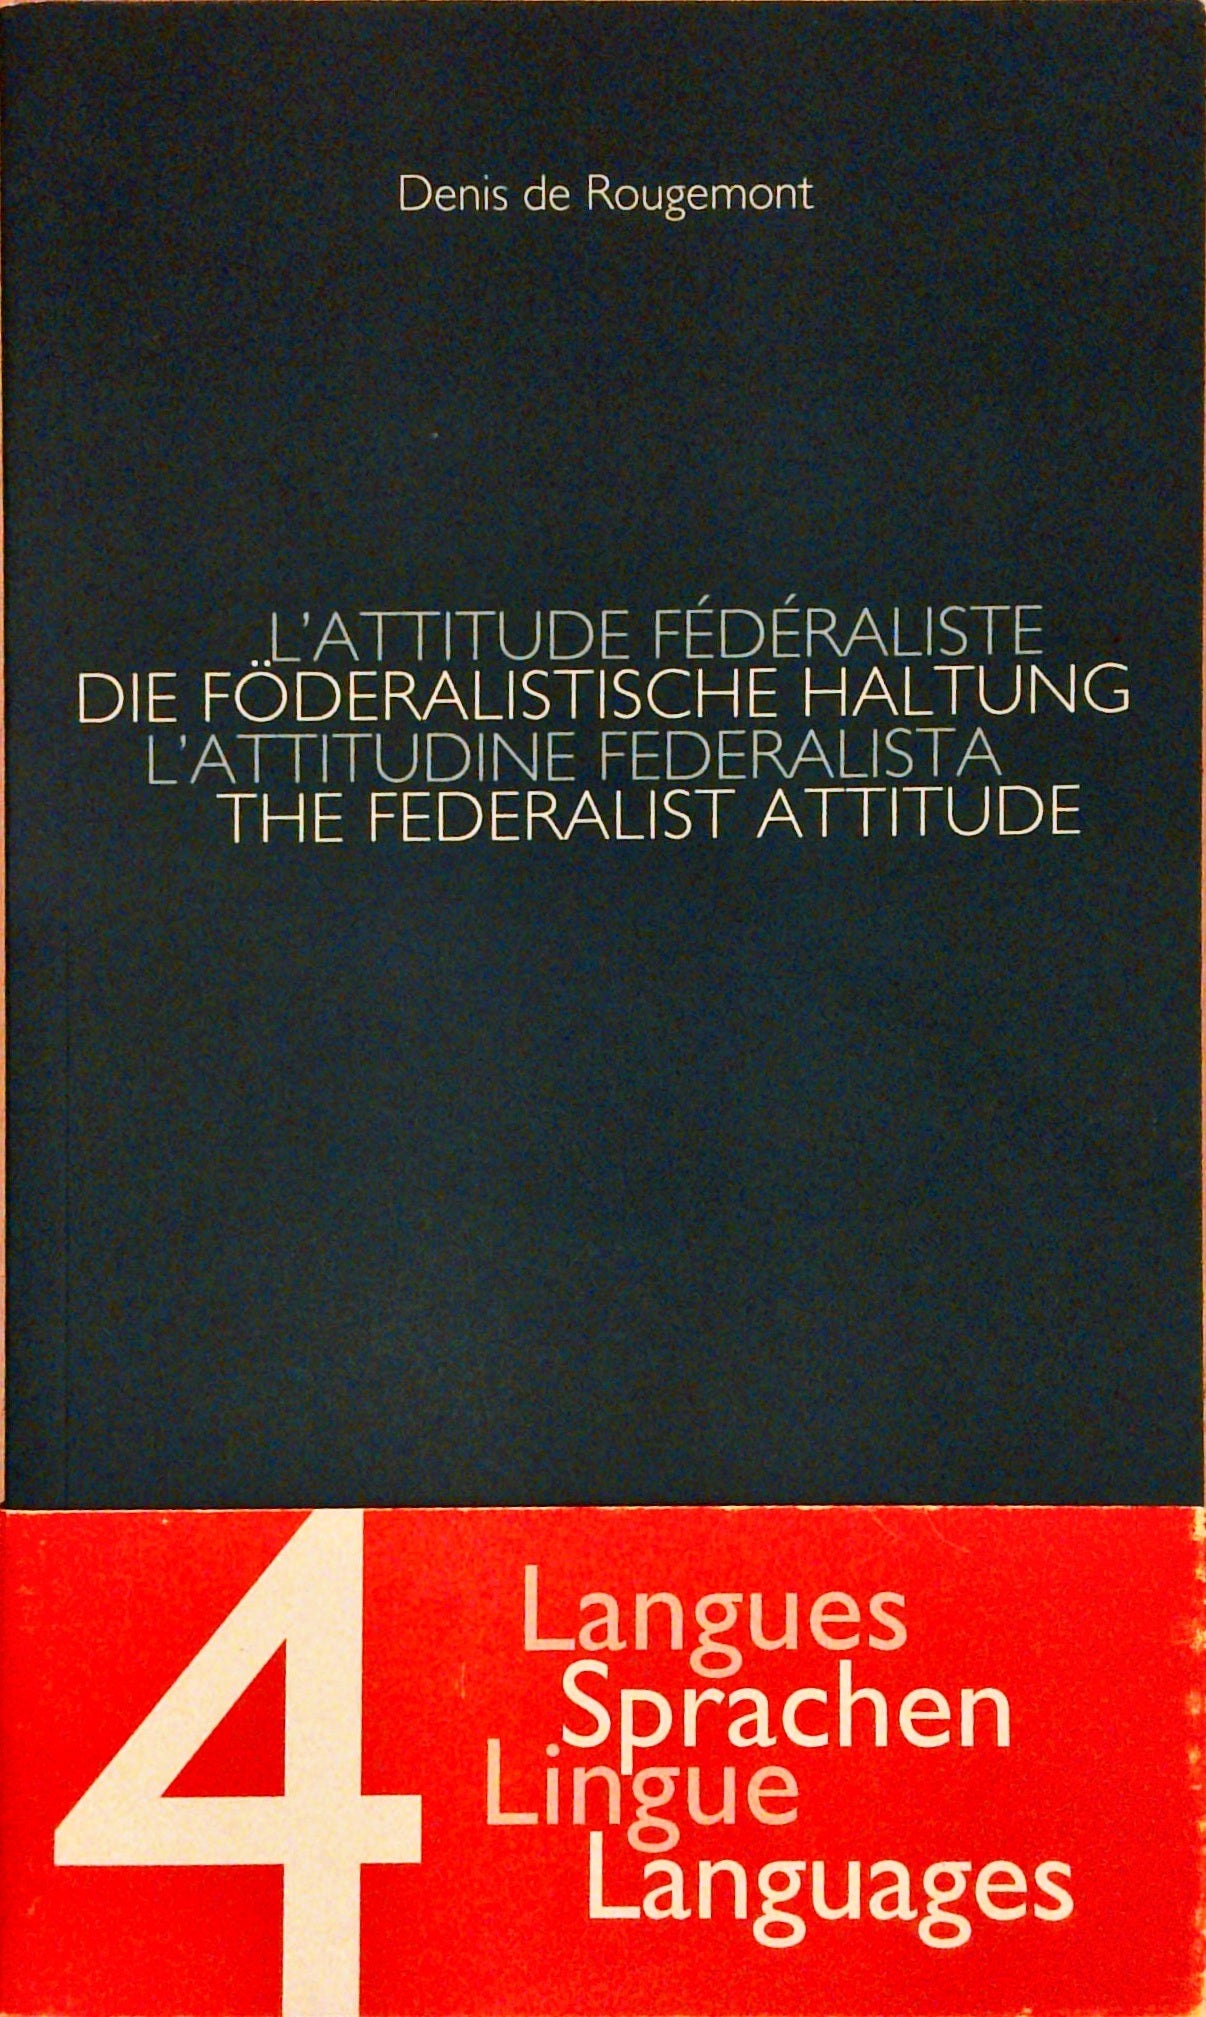 Denis de Rougemont
L'ATTITUDE FÉDÉRALISTE
DIE FÖDERALISTISCHE HALTUNG
L'ATTITUDINE FEDERALISTA
THE FEDERALIST ATTITUDE
4
Langues
Sprachen
Lingue
Languages